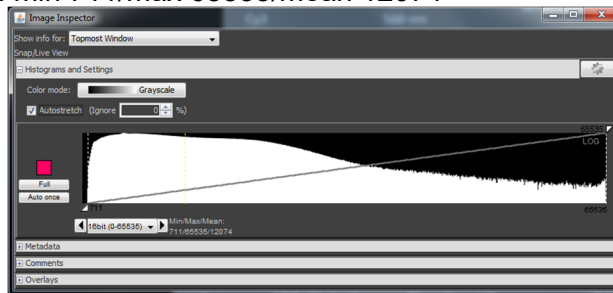 Image Inspector
Show info for: Topmost Window
Snap/Live View
Histograms and Settings
Color mode: Grayscale
Autostretch (Ignore 0 %)
65535
LOG
Full
Auto once
711
65535
16bit (0-65535)
Min/Max/Mean:
711/65535/12074
Metadata
Comments
Overlays